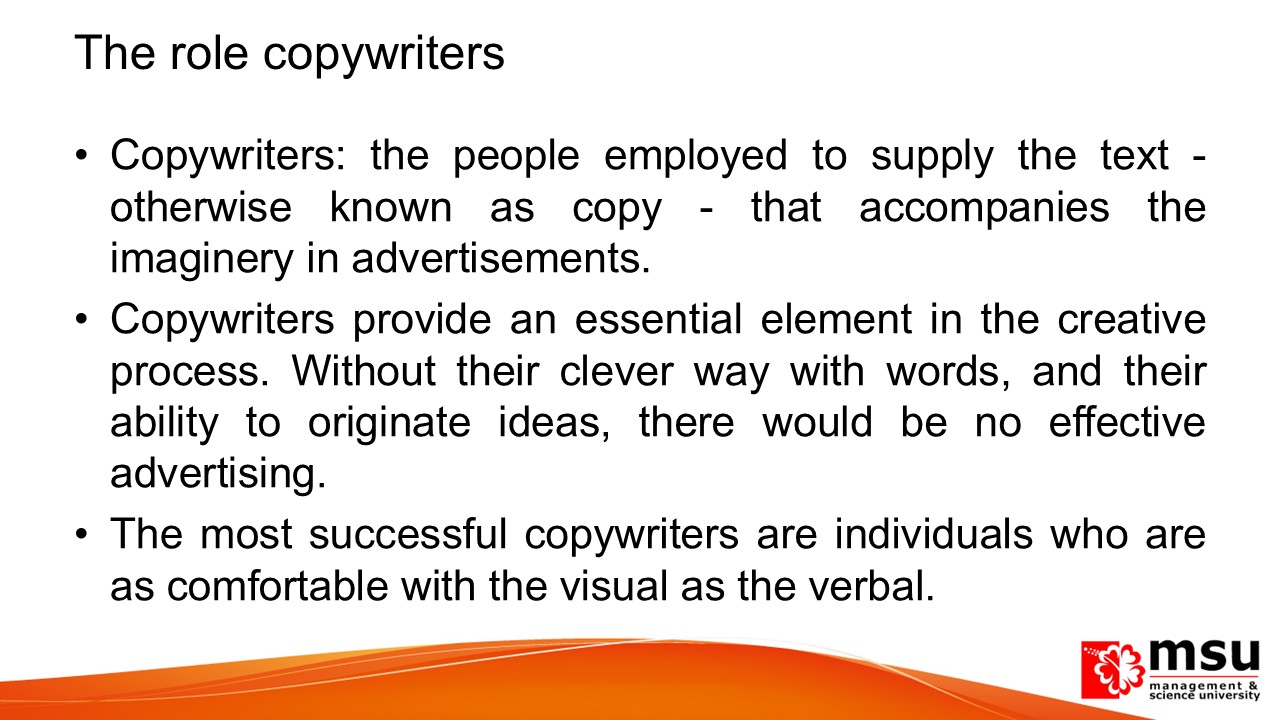 The role copywriters
• Copywriters: the people employed to supply the text -
otherwise known as copy - that accompanies the
imaginery in advertisements.
• Copywriters provide an essential element in the creative
process. Without their clever way with words, and their
ability to originate ideas, there would be no effective
advertising.
• The most successful copywriters are individuals who are
as comfortable with the visual as the verbal.
msu
management &
science university